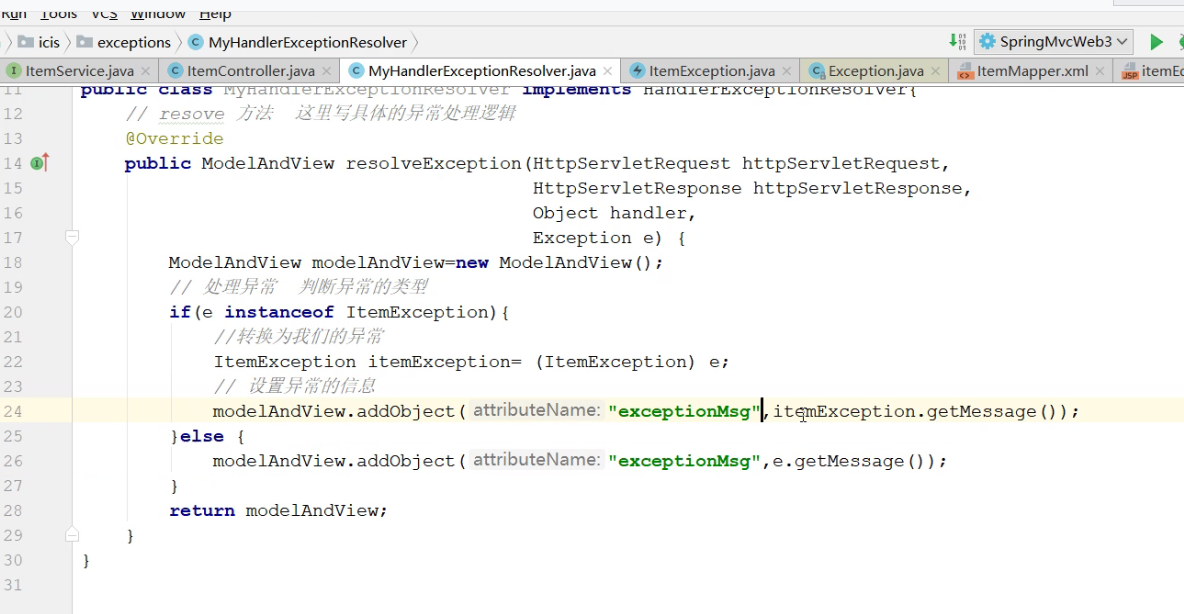 Run Tools VCS Window Help
icis exceptions MyHandlerExceptionResolver SpringMvcWeb3
ItemService.java ItemController.java MyHandlerExceptionResolver.java ItemException.java Exception.java ItemMapper.xml itemEd
11 public class MyHandlerExceptionResolver implements HandlerExceptionResolver{
12 // resove 方法 这里写具体的异常处理逻辑
13 @Override
14 public ModelAndView resolveException(HttpServletRequest httpServletRequest,
15 HttpServletResponse httpServletResponse,
16 Object handler,
17 Exception e) {
18 ModelAndView modelAndView=new ModelAndView();
19 // 处理异常 判断异常的类型
20 if(e instanceof ItemException){
21 //转换为我们的异常
22 ItemException itemException= (ItemException) e;
23 // 设置异常的信息
24 modelAndView.addObject( attributeName: "exceptionMsg",itemException.getMessage());
25 }else {
26 modelAndView.addObject( attributeName: "exceptionMsg",e.getMessage());
27 }
28 return modelAndView;
29 }
30 }
31